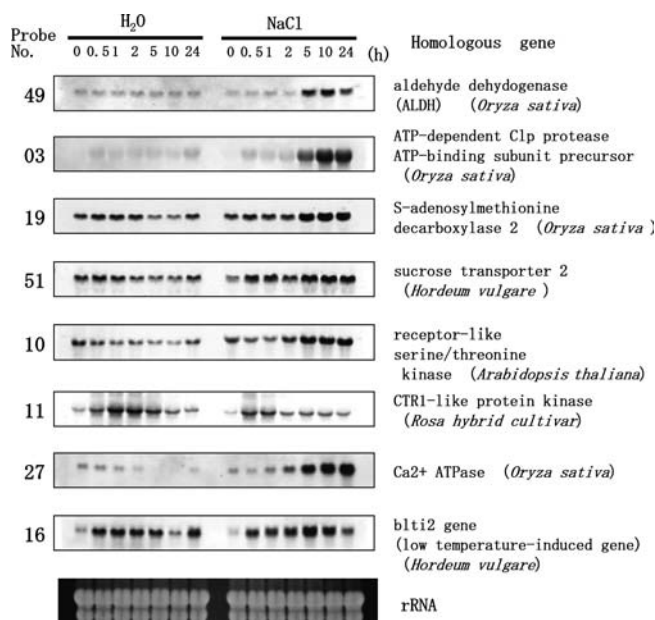 H₂O NaCl
Probe No. 0 0.5 1 2 5 10 24 0 0.5 1 2 5 10 24 (h) Homologous gene
49 aldehyde dehydogenase
(ALDH) (Oryza sativa)
ATP-dependent Clp protease
03 ATP-binding subunit precursor
(Oryza sativa)
19 S-adenosylmethionine
decarboxylase 2 (Oryza sativa)
51 sucrose transporter 2
(Hordeum vulgare)
10 receptor-like
serine/threonine
kinase (Arabidopsis thaliana)
11 CTR1-like protein kinase
(Rosa hybrid cultivar)
27 Ca2+ ATPase (Oryza sativa)
16 blti2 gene
(low temperature-induced gene)
(Hordeum vulgare)
rRNA